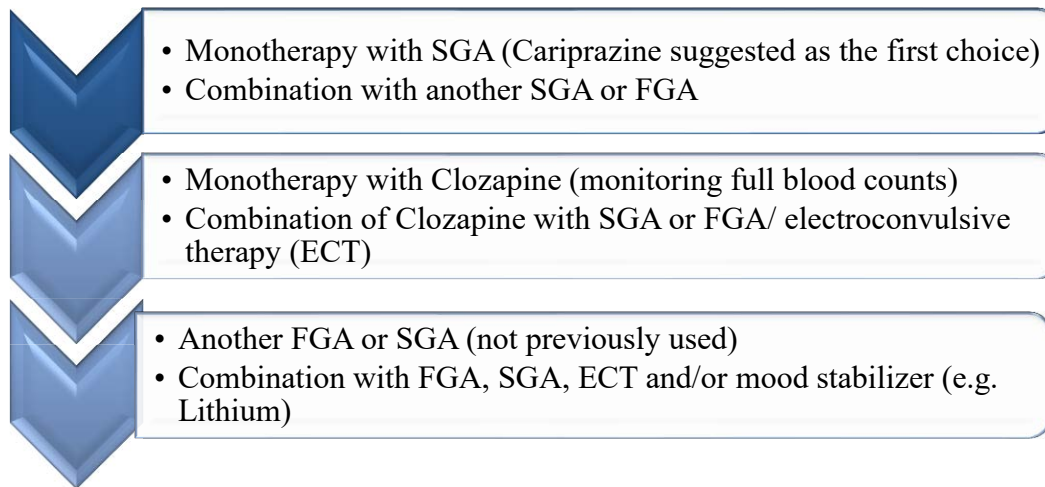 • Monotherapy with SGA (Cariprazine suggested as the first choice)
• Combination with another SGA or FGA
• Monotherapy with Clozapine (monitoring full blood counts)
• Combination of Clozapine with SGA or FGA/ electroconvulsive
therapy (ECT)
• Another FGA or SGA (not previously used)
• Combination with FGA, SGA, ECT and/or mood stabilizer (e.g.
Lithium)